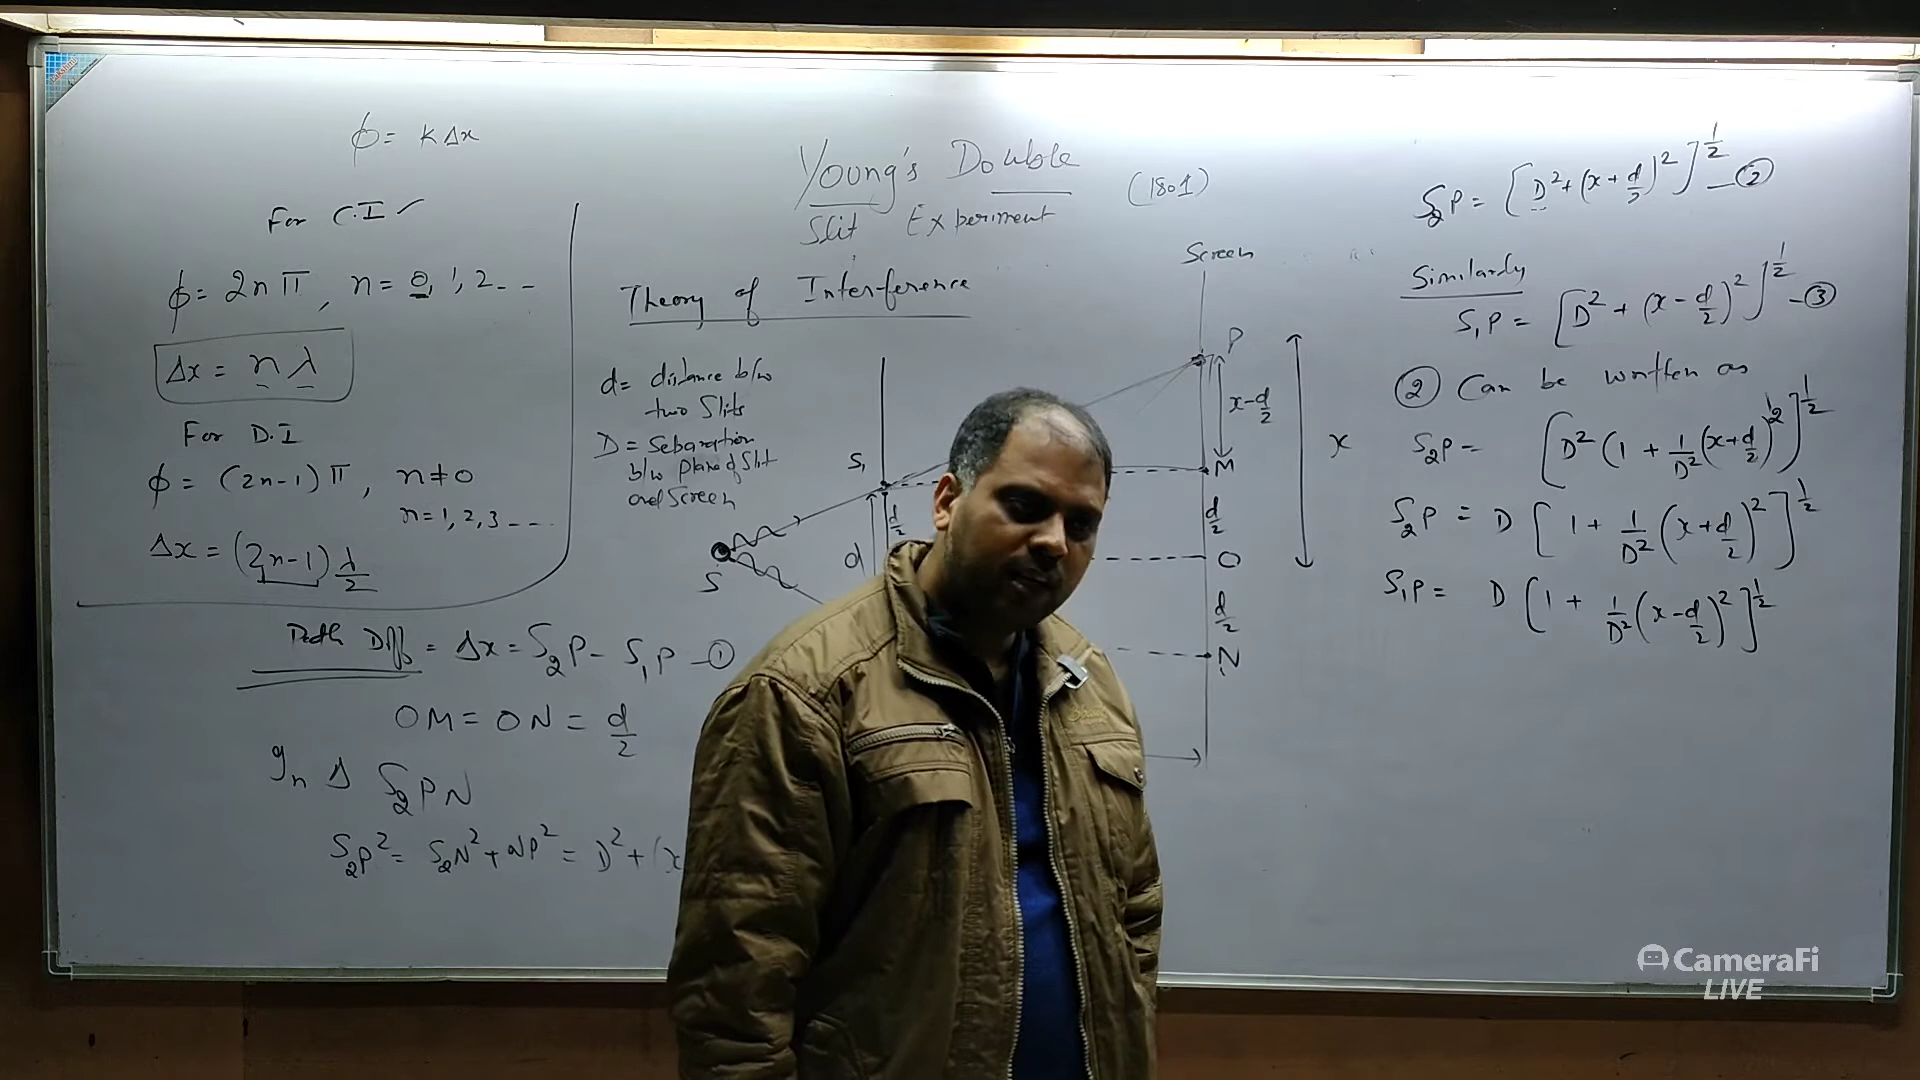 ϕ = K Δx
For C.I ✓
ϕ = 2nπ, n = 0, 1, 2 - -
Δx = nλ
For D.I
ϕ = (2n-1)π, n ≠ 0
n = 1, 2, 3 - - -
Δx = (2n-1) λ/2
Path Diff = Δx = S₂P - S₁P - ①
OM = ON = d/2
In Δ S₂PN
S₂P² = S₂N² + NP² = D² + (x
Young's Double (1801)
Slit Experiment
Theory of Interference
d = distance b/w
two Slits
D = Sebaration
b/w plane of Slit
and Screen
Screen
P
x-d/2
x
S₁
M
d/2
d/2
S
d
O
d/2
N
S₂P = [D² + (x + d/2)²]^1/2 - ②
Similarly
S₁P = [D² + (x - d/2)²]^1/2 - ③
② Can be written as
S₂P = [D² (1 + 1/D² (x+d/2)²]^1/2
S₂P = D [1 + 1/D² (x+d/2)²]^1/2
S₁P = D [1 + 1/D² (x-d/2)²]^1/2
CameraFi
LIVE